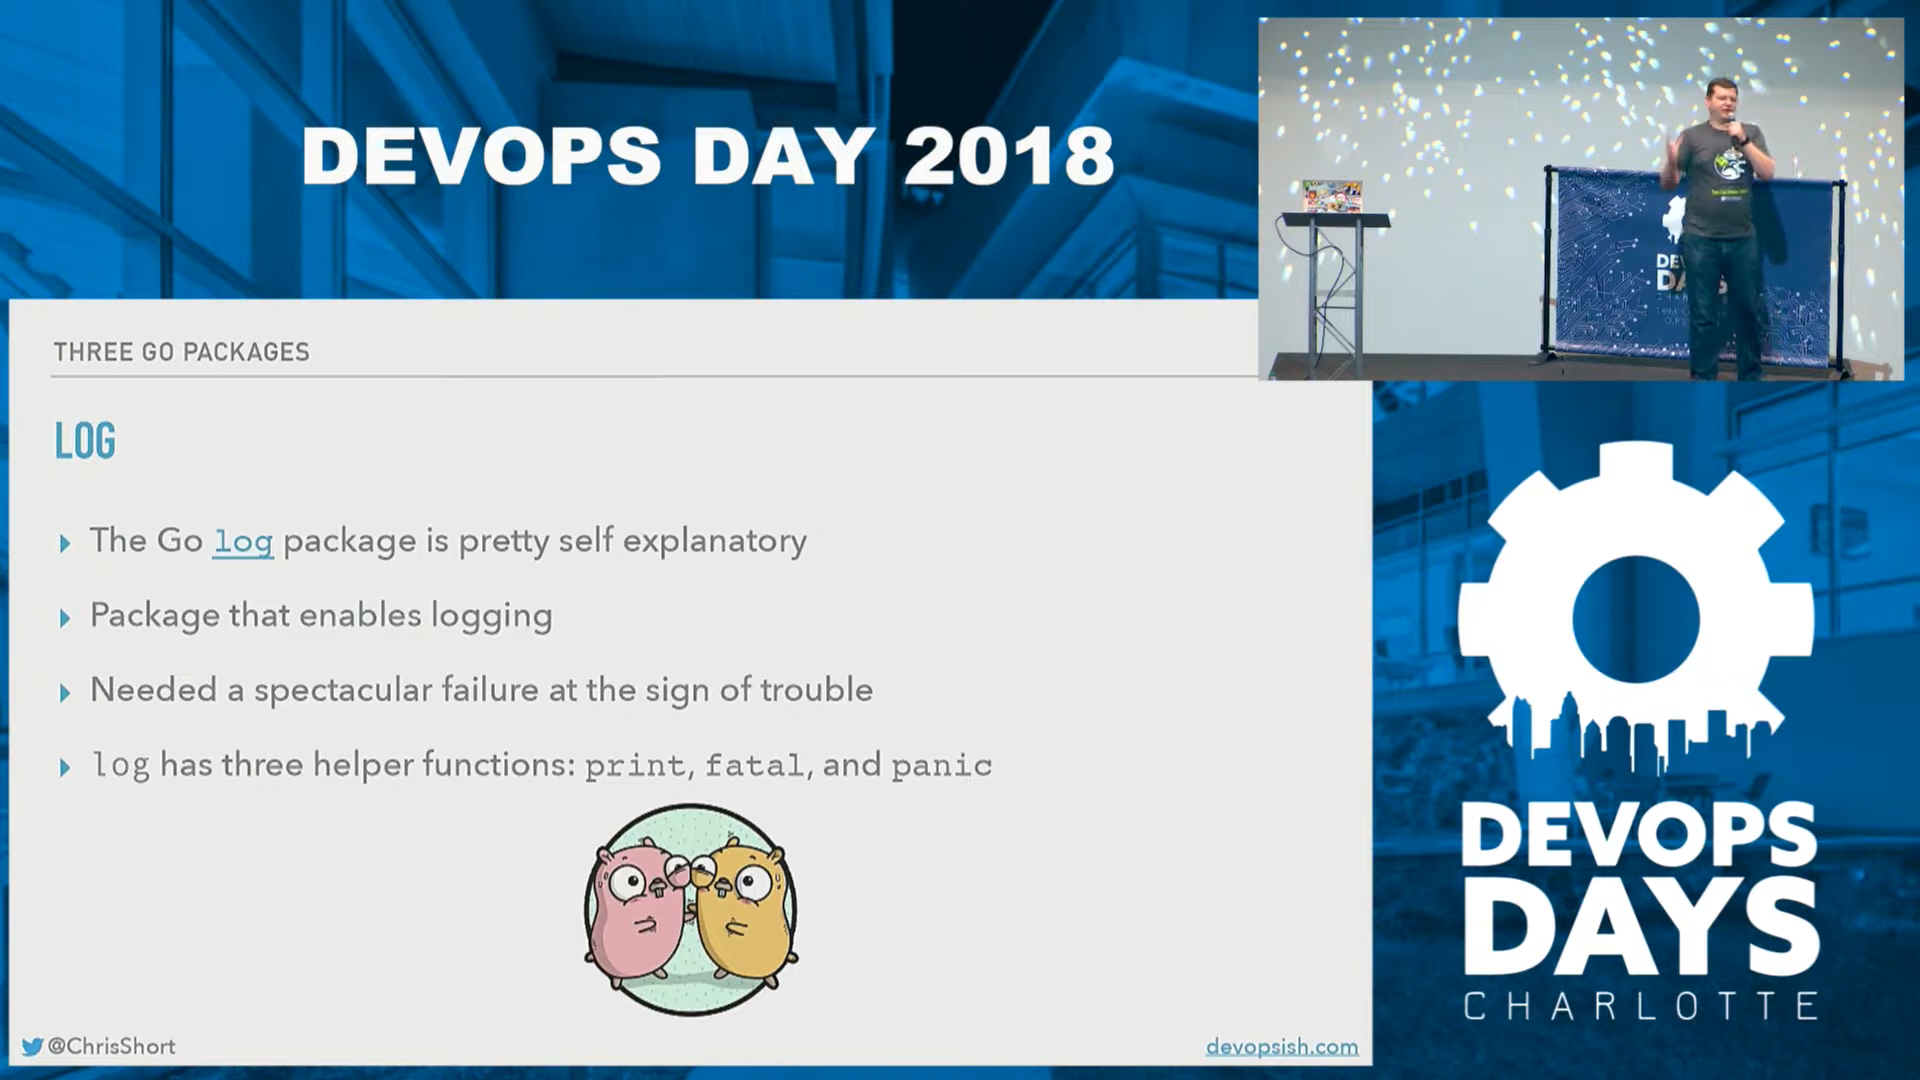 DEVOPS DAY 2018
THREE GO PACKAGES
LOG
The Go log package is pretty self explanatory
Package that enables logging
Needed a spectacular failure at the sign of trouble
log has three helper functions: print, fatal, and panic
@ChrisShort
devopsish.com
DEVOPS
DAYS
CHARLOTTE